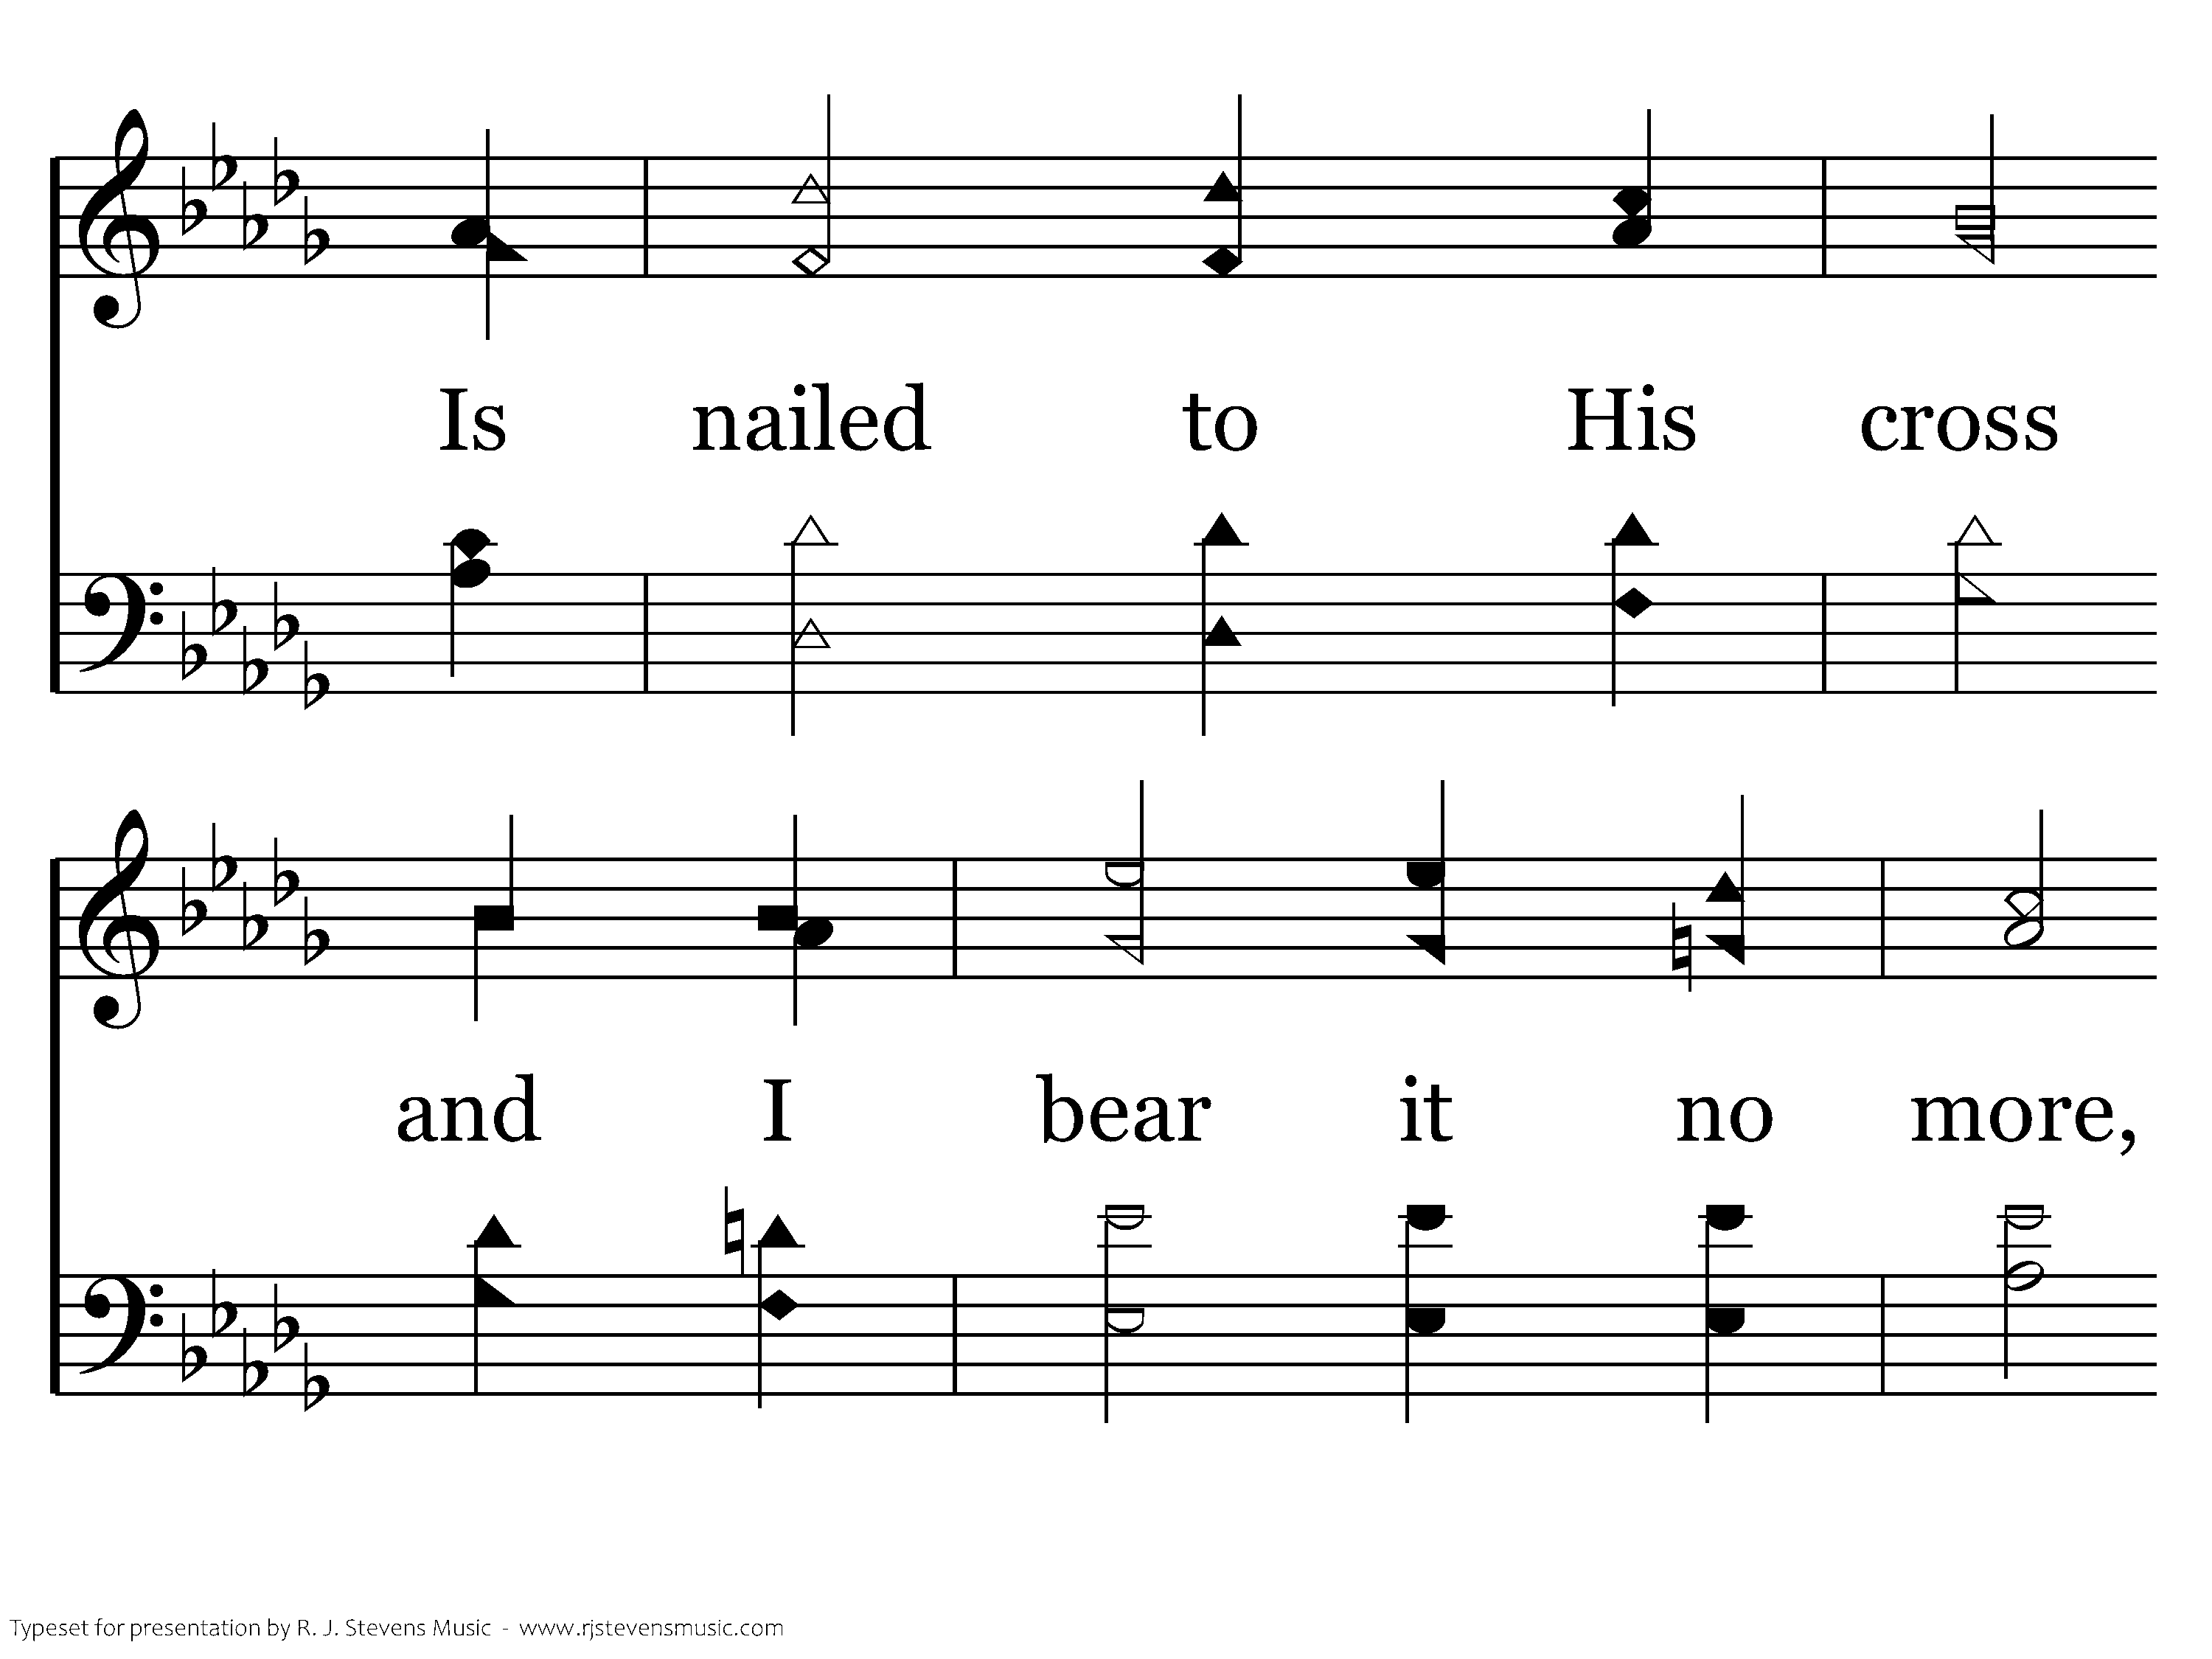 Is nailed to His cross
and I bear it no more,
Typeset for presentation by R. J. Stevens Music - www.rjstevensmusic.com